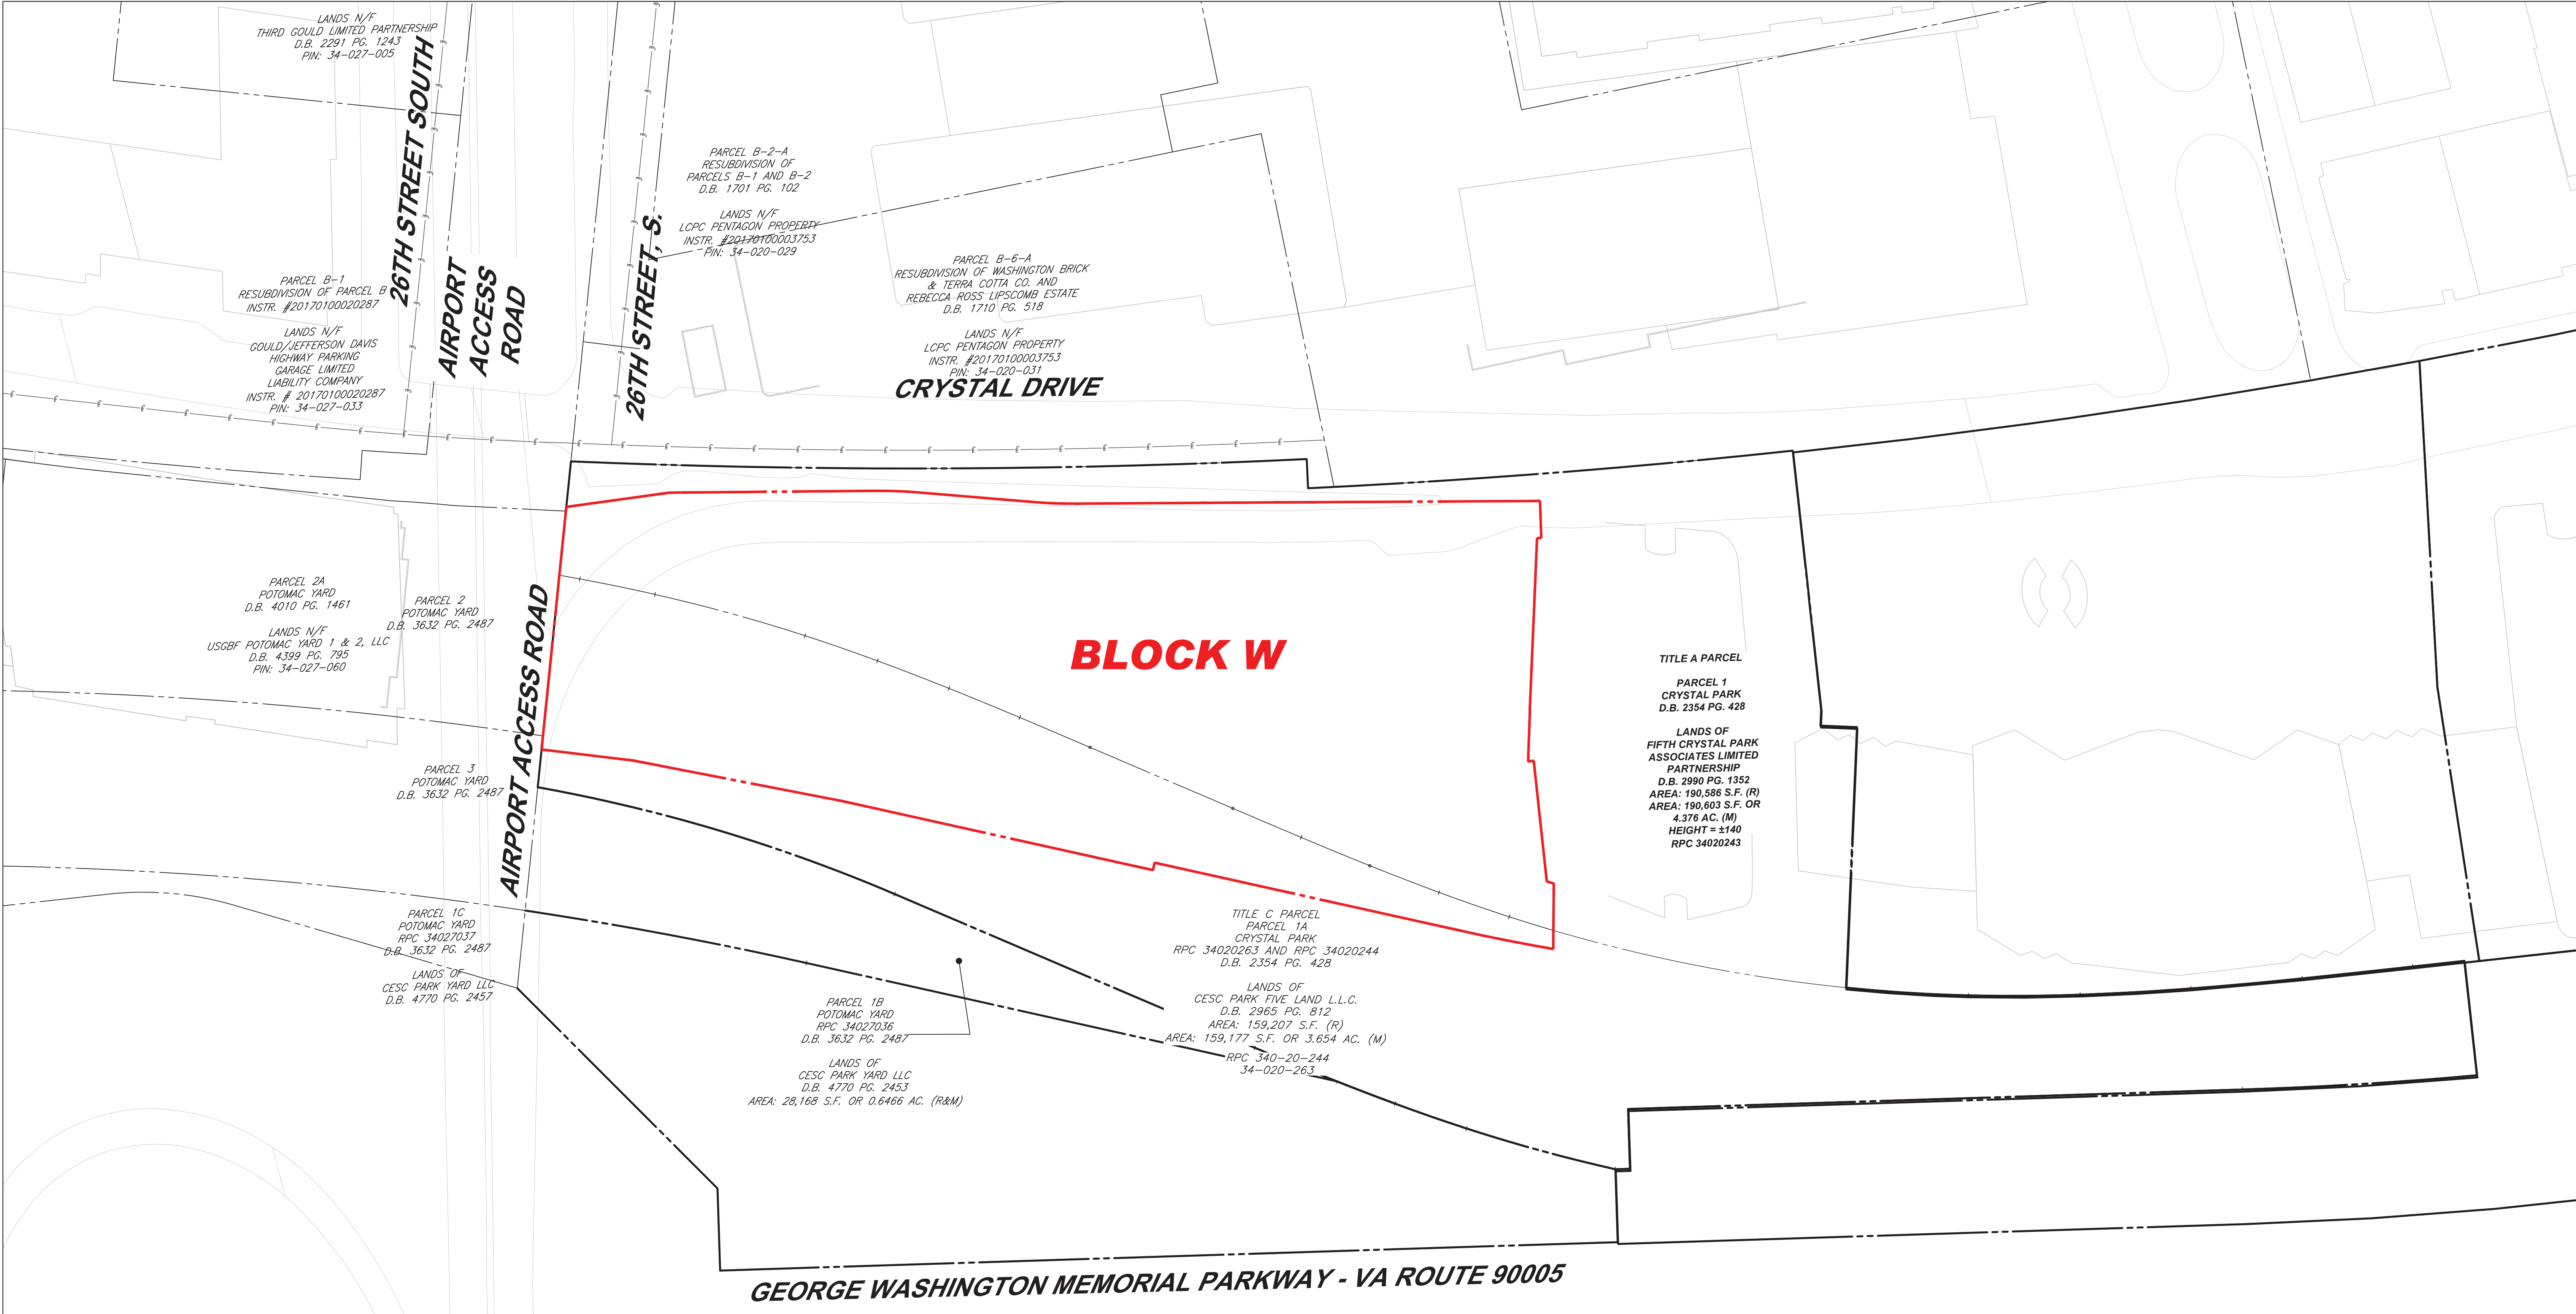 LANDS N/F
THIRD GOULD LIMITED PARTNERSHIP
D.B. 2291 PG. 1243
PIN: 34-027-005
26TH STREET SOUTH
AIRPORT
ACCESS
ROAD
26TH STREET, S.
PARCEL B-2-A
RESUBDIVISION OF
PARCELS B-1 AND B-2
D.B. 1701 PG. 102
LANDS N/F
LCPC PENTAGON PROPERTY
INSTR. #20170100003753
PIN: 34-020-029
PARCEL B-6-A
RESUBDIVISION OF WASHINGTON BRICK
& TERRA COTTA CO. AND
REBECCA ROSS LIPSCOMB ESTATE
D.B. 1710 PG. 518
LANDS N/F
LCPC PENTAGON PROPERTY
INSTR. #20170100003753
PIN: 34-020-031
CRYSTAL DRIVE
PARCEL B-1
RESUBDIVISION OF PARCEL B
INSTR. #20170100020287
LANDS N/F
GOULD/JEFFERSON DAVIS
HIGHWAY PARKING
GARAGE LIMITED
LIABILITY COMPANY
INSTR. # 20170100020287
PIN: 34-027-033
PARCEL 2A
POTOMAC YARD
D.B. 4010 PG. 1461
LANDS N/F
USGBF POTOMAC YARD 1 & 2, LLC
D.B. 4399 PG. 795
PIN: 34-027-060
PARCEL 2
POTOMAC YARD
D.B. 3632 PG. 2487
AIRPORT ACCESS ROAD
BLOCK W
TITLE A PARCEL
PARCEL 1
CRYSTAL PARK
D.B. 2354 PG. 428
LANDS OF
FIFTH CRYSTAL PARK
ASSOCIATES LIMITED
PARTNERSHIP
D.B. 2990 PG. 1352
AREA: 190,586 S.F. (R)
AREA: 190,603 S.F. OR
4.376 AC. (M)
HEIGHT = ±140
RPC 34020243
PARCEL 3
POTOMAC YARD
D.B. 3632 PG. 2487
PARCEL 1C
POTOMAC YARD
RPC 34027037
D.B. 3632 PG. 2487
LANDS OF
CESC PARK YARD LLC
D.B. 4770 PG. 2457
PARCEL 1B
POTOMAC YARD
RPC 34027036
D.B. 3632 PG. 2487
LANDS OF
CESC PARK YARD LLC
D.B. 4770 PG. 2453
AREA: 28,168 S.F. OR 0.6466 AC. (R&M)
TITLE C PARCEL
PARCEL 1A
CRYSTAL PARK
RPC 34020263 AND RPC 34020244
D.B. 2354 PG. 428
LANDS OF
CESC PARK FIVE LAND L.L.C.
D.B. 2965 PG. 812
AREA: 159,207 S.F. (R)
AREA: 159,177 S.F. OR 3.654 AC. (M)
RPC 340-20-244
34-020-263
GEORGE WASHINGTON MEMORIAL PARKWAY - VA ROUTE 90005